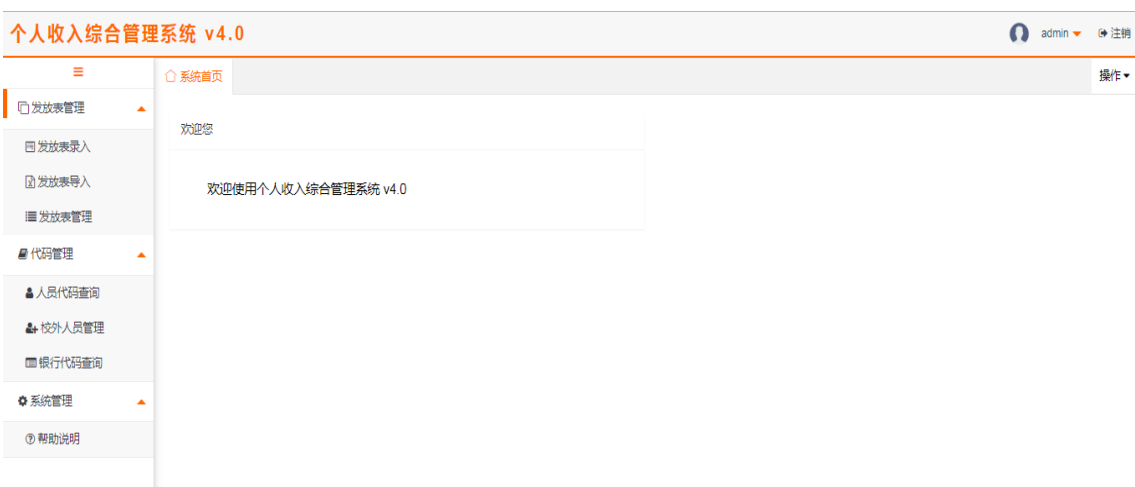 个人收入综合管理系统 v4.0
admin
注销
系统首页
操作
发放表管理
欢迎您
发放表录入
发放表导入
欢迎使用个人收入综合管理系统 v4.0
发放表管理
代码管理
人员代码查询
校外人员管理
银行代码查询
系统管理
帮助说明